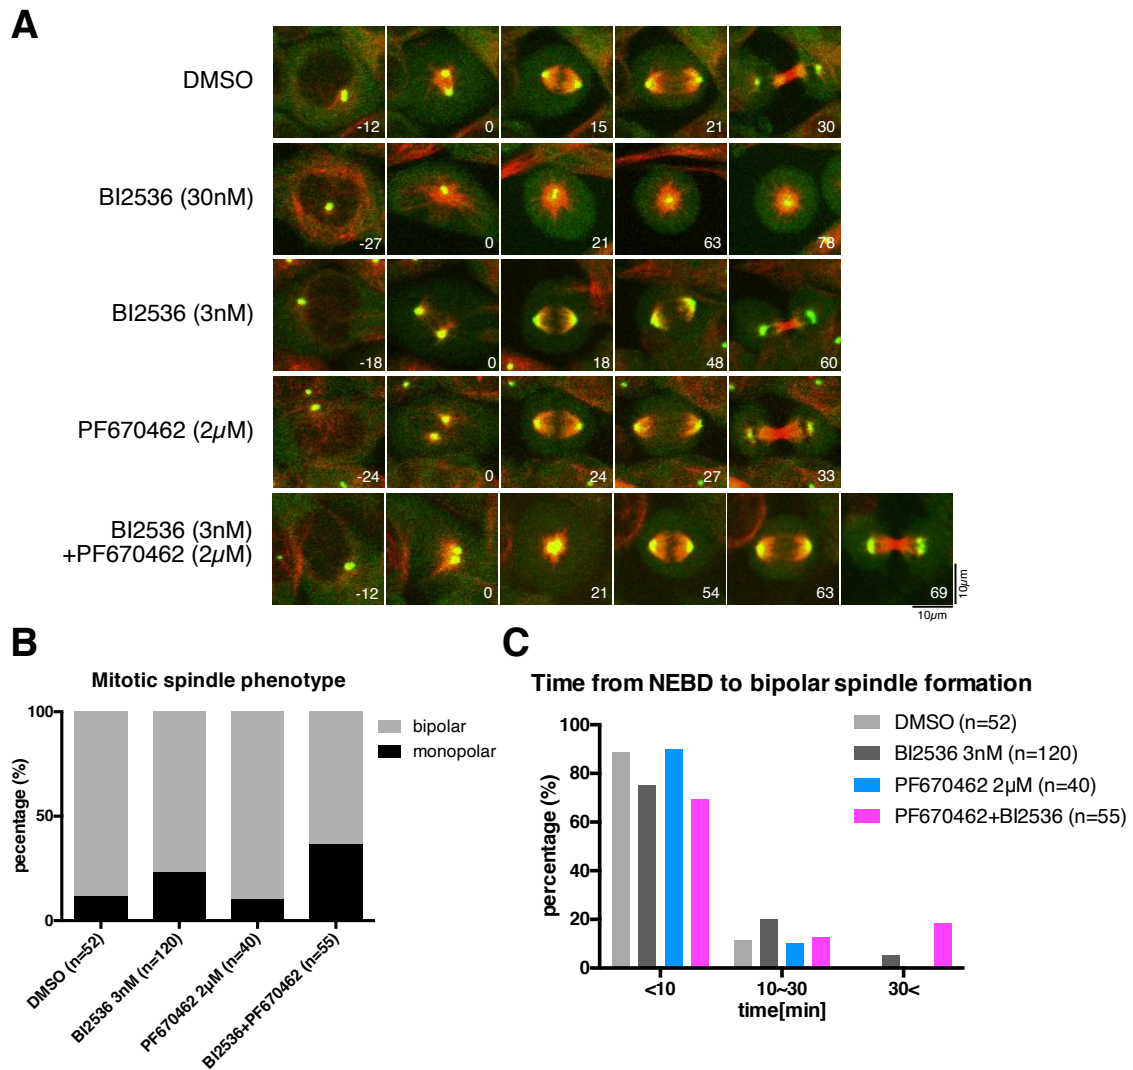 A
DMSO
-12
0
15
21
30
BI2536 (30nM)
-27
0
21
63
78
BI2536 (3nM)
-18
0
18
48
60
PF670462 (2µM)
-24
0
24
27
33
BI2536 (3nM)
+PF670462 (2µM)
-12
0
21
54
63
69
10µm
10µm
B
Mitotic spindle phenotype
pecentage (%)
100
50
0
bipolar
monopolar
DMSO (n=52)
BI2536 3nM (n=120)
PF670462 2µM (n=40)
BI2536+PF670462 (n=55)
C
Time from NEBD to bipolar spindle formation
percentage (%)
100
80
60
40
20
0
DMSO (n=52)
BI2536 3nM (n=120)
PF670462 2µM (n=40)
PF670462+BI2536 (n=55)
<10
10~30
30<
time[min]